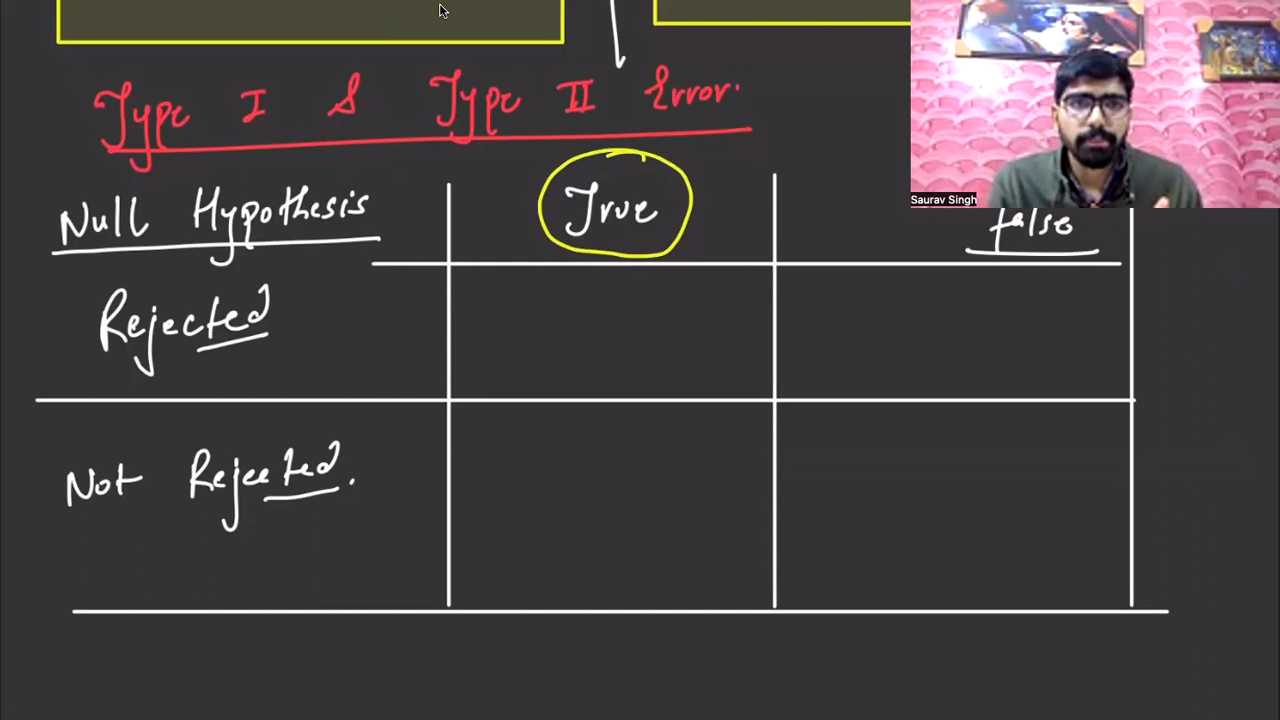 Type I & Type II Error.
Saurav Singh
Null Hypothesis True false
Rejected
Not Rejected.